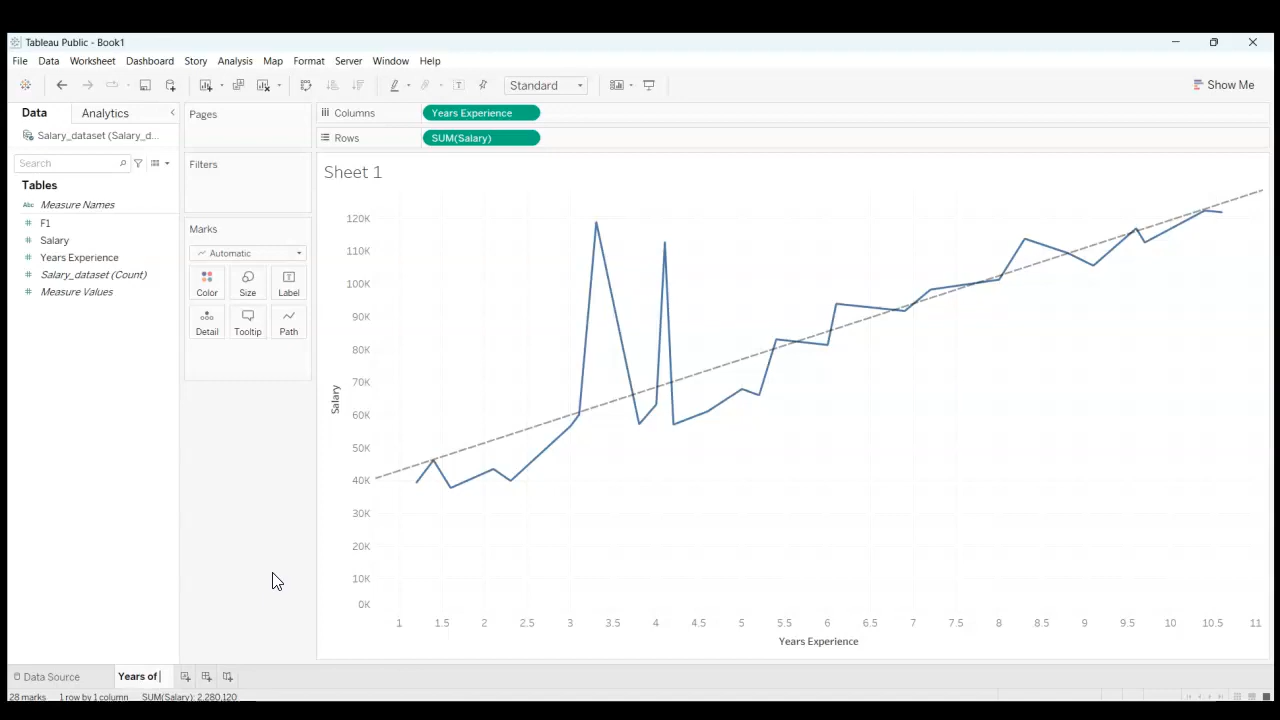 Tableau Public - Book1
File Data Worksheet Dashboard Story Analysis Map Format Server Window Help
Standard
Show Me
Data Analytics
Salary_dataset (Salary_d...
Search
Tables
Abc Measure Names
# F1
# Salary
# Years Experience
# Salary_dataset (Count)
# Measure Values
Pages
Filters
Marks
Automatic
Color Size Label
Detail Tooltip Path
Columns Years Experience
Rows SUM(Salary)
Sheet 1
120K
110K
100K
90K
80K
70K
60K
50K
40K
30K
20K
10K
0K
Salary
1 1.5 2 2.5 3 3.5 4 4.5 5 5.5 6 6.5 7 7.5 8 8.5 9 9.5 10 10.5 11
Years Experience
Data Source Years of
28 marks 1 row by 1 column SUM(Salary): 2,280,120